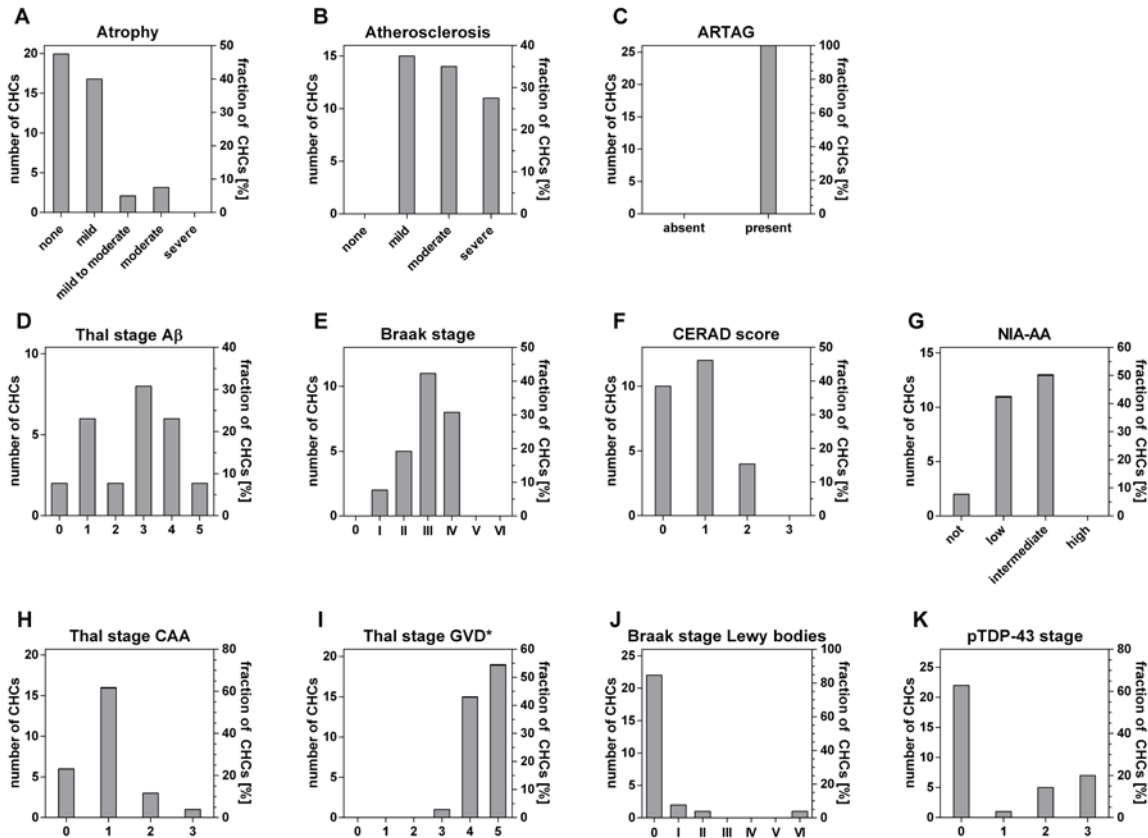 A
Atrophy
number of CHCs
20
15
10
5
0
50
40
30
20
10
0
fraction of CHCs [%]
none
mild
mild to moderate
moderate
severe
B
Atherosclerosis
number of CHCs
15
10
5
0
40
30
20
10
0
fraction of CHCs [%]
none
mild
moderate
severe
C
ARTAG
number of CHCs
25
20
15
10
5
0
100
80
60
40
20
0
fraction of CHCs [%]
absent
present
D
Thal stage Aβ
number of CHCs
10
5
0
40
30
20
10
0
fraction of CHCs [%]
0 1 2 3 4 5
E
Braak stage
number of CHCs
10
5
0
50
40
30
20
10
0
fraction of CHCs [%]
0 I II III IV V VI
F
CERAD score
number of CHCs
10
5
0
50
40
30
20
10
0
fraction of CHCs [%]
0 1 2 3
G
NIA-AA
number of CHCs
15
10
5
0
60
50
40
30
20
10
0
fraction of CHCs [%]
not
low
intermediate
high
H
Thal stage CAA
number of CHCs
20
15
10
5
0
80
60
40
20
0
fraction of CHCs [%]
0 1 2 3
I
Thal stage GVD*
number of CHCs
20
15
10
5
0
60
50
40
30
20
10
0
fraction of CHCs [%]
0 1 2 3 4 5
J
Braak stage Lewy bodies
number of CHCs
25
20
15
10
5
0
100
80
60
40
20
0
fraction of CHCs [%]
0 I II III IV V VI
K
pTDP-43 stage
number of CHCs
25
20
15
10
5
0
80
60
40
20
0
fraction of CHCs [%]
0 1 2 3